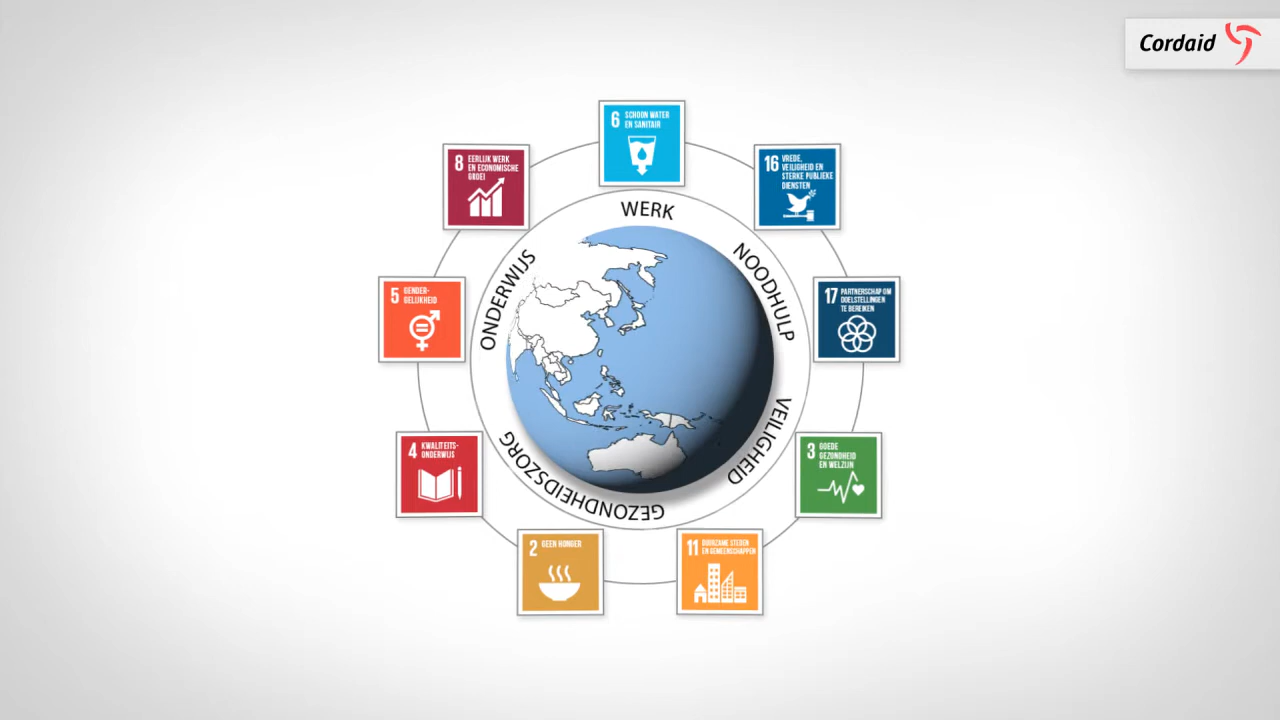 Cordaid
6 SCHOON WATER
EN SANITAIR
8 EERLIJK WERK
EN ECONOMISCHE
GROEI
16 VREDE,
VEILIGHEID EN
STERKE PUBLIEKE
DIENSTEN
WERK
NOODHULP
ONDERWIJS
5 GENDER-
GELIJKHEID
17 PARTNERSCHAP OM
DOELSTELLINGEN
TE BEREIKEN
VEILIGHEID
GEZONDHEIDSZORG
4 KWALITEITS-
ONDERWIJS
3 GOEDE
GEZONDHEID
EN WELZIJN
2 GEEN HONGER
11 DUURZAME STEDEN
EN GEMEENSCHAPPEN